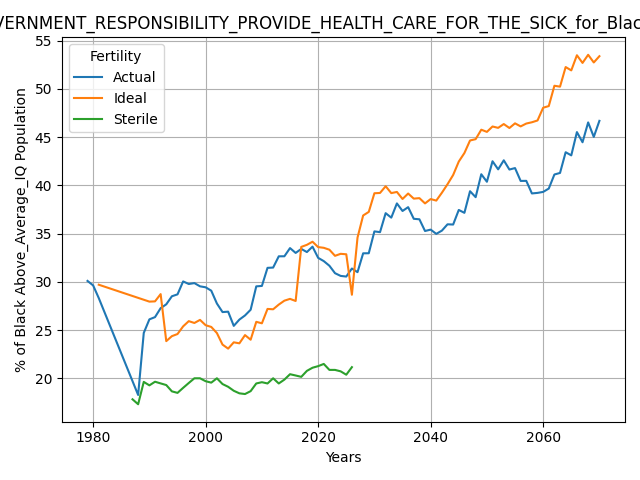 VERNMENT_RESPONSIBILITY_PROVIDE_HEALTH_CARE_FOR_THE_SICK_for_Blac
Fertility
Actual
Ideal
Sterile
% of Black Above_Average_IQ Population
55
50
45
40
35
30
25
20
1980
2000
2020
2040
2060
Years